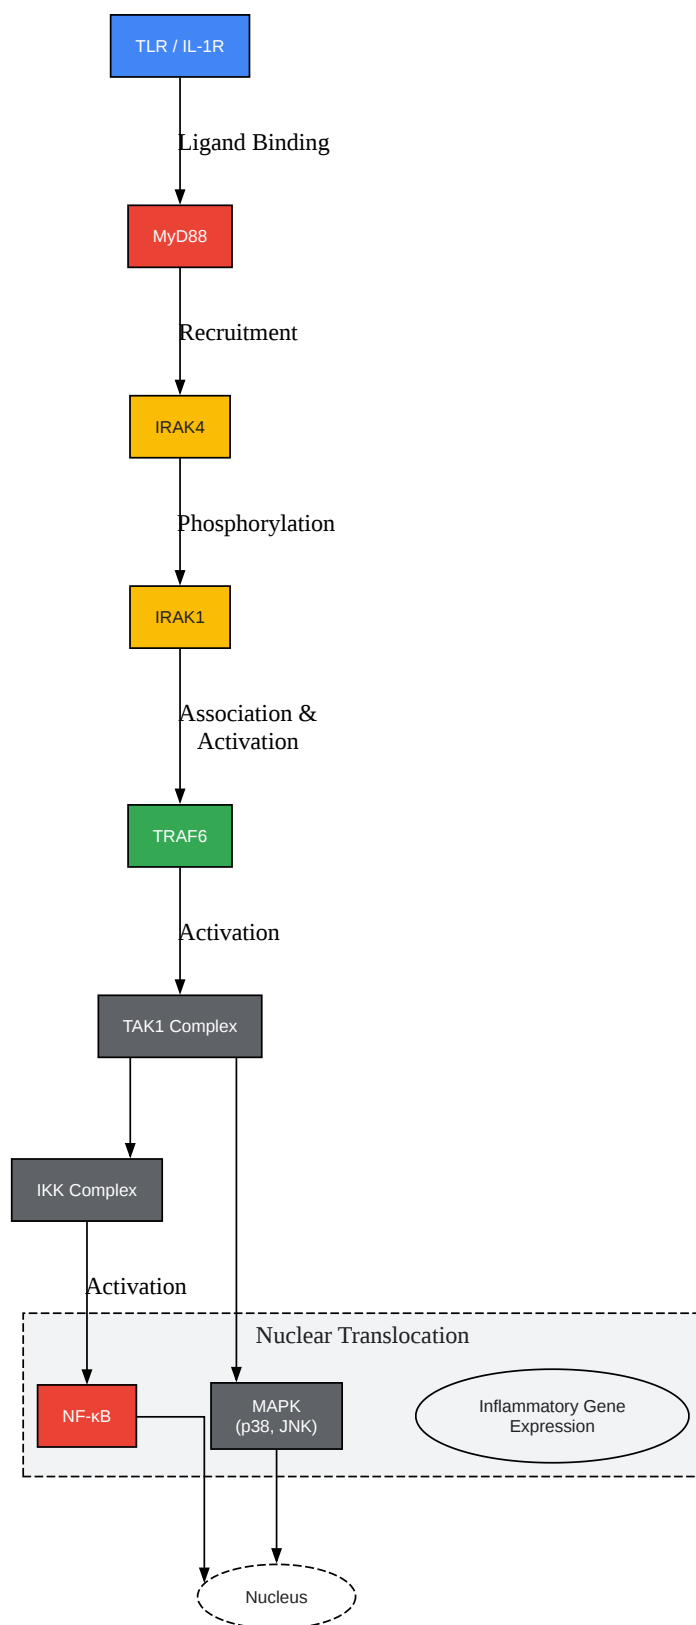 TLR / IL-1R
Ligand Binding
MyD88
Recruitment
IRAK4
Phosphorylation
IRAK1
Association &
Activation
TRAF6
Activation
TAK1 Complex
IKK Complex
Activation
Nuclear Translocation
NF-κB
MAPK
(p38, JNK)
Inflammatory Gene
Expression
Nucleus